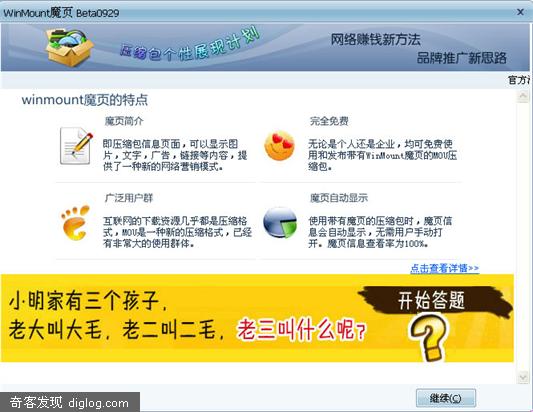 WinMount魔页 Beta0929
压缩包个性展现计划
网络赚钱新方法
品牌推广新思路
官方
winmount魔页的特点
魔页简介
即压缩包信息页面，可以显示图
片，文字，广告，链接等内容，提
供了一种新的网络营销模式。
完全免费
无论是个人还是企业，均可免费使
用和发布带有WinMount魔页的MOU压
缩包。
广泛用户群
互联网的下载资源几乎都是压缩格
式，MOU是一种新的压缩格式，已经
有非常大的使用群体。
魔页自动显示
使用带有魔页的压缩包时，魔页信
息会自动显示，无需用户手动打
开。魔页信息查看率为100%。
点击查看详情>>
小明家有三个孩子，
老大叫大毛，老二叫二毛，老三叫什么呢？
开始答题
?
继续(C)
奇客发现 diglog.com